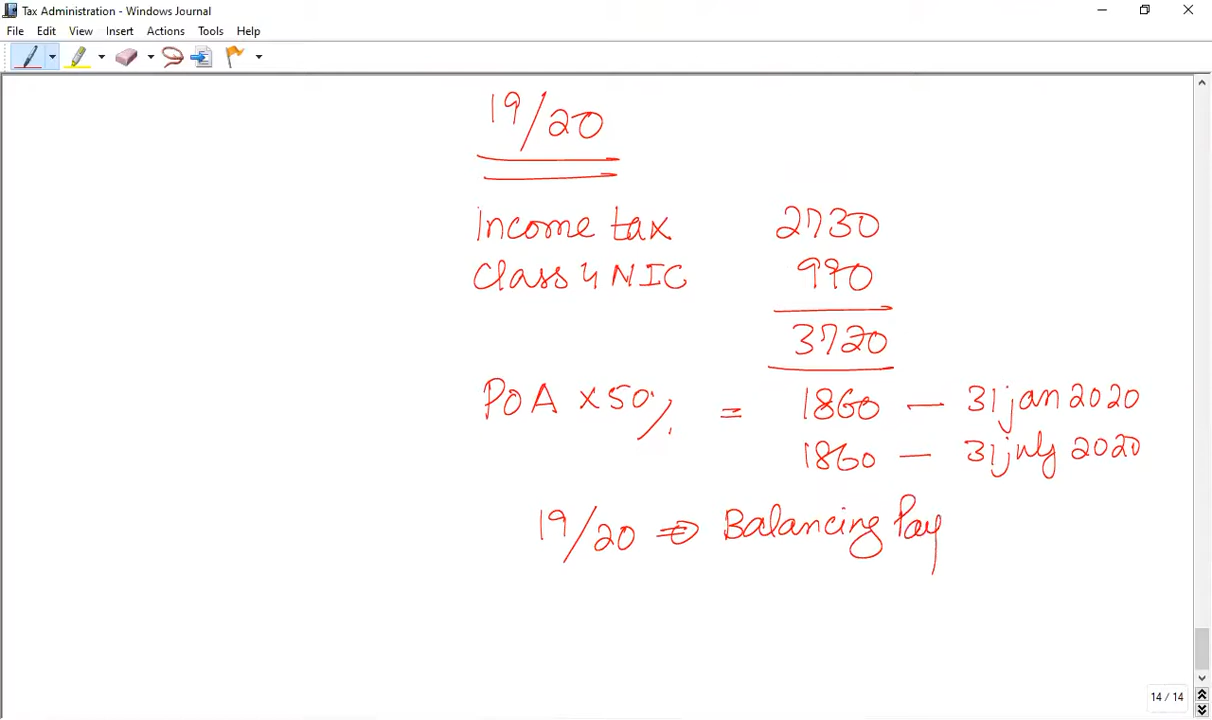 Tax Administration - Windows Journal
File Edit View Insert Actions Tools Help
19/20
Income tax 2730
Class 4 NIC 990
3720
POA x 50% = 1860 — 31 jan 2020
1860 — 31 july 2020
19/20 ⇒ Balancing Pay
14 / 14